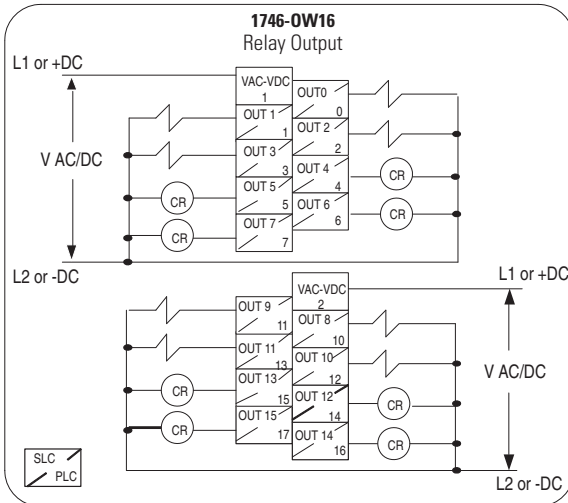 1746-OW16
Relay Output
L1 or +DC
VAC-VDC
1
OUT0
0
OUT 1
1
OUT 2
2
OUT 3
3
OUT 4
4
V AC/DC
OUT 5
5
CR
CR
OUT 6
6
CR
OUT 7
7
CR
L2 or -DC
L1 or +DC
VAC-VDC
2
OUT 9
11
OUT 8
10
OUT 11
13
OUT 10
12
V AC/DC
OUT 13
15
CR
OUT 12
14
CR
OUT 15
17
CR
OUT 14
16
CR
SLC
PLC
L2 or -DC